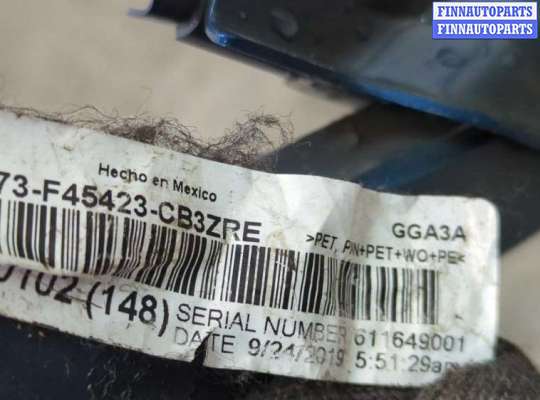 FINNAUTOPARTS
FINNAUTOPARTS
Hecho en Mexico
73-F45423-CB3ZRE
GGA3A
>PET, PIN+PET+WO+PE<
0102 (148)
SERIAL NUMBER 611649001
DATE 9/24/2019 5:51:29am